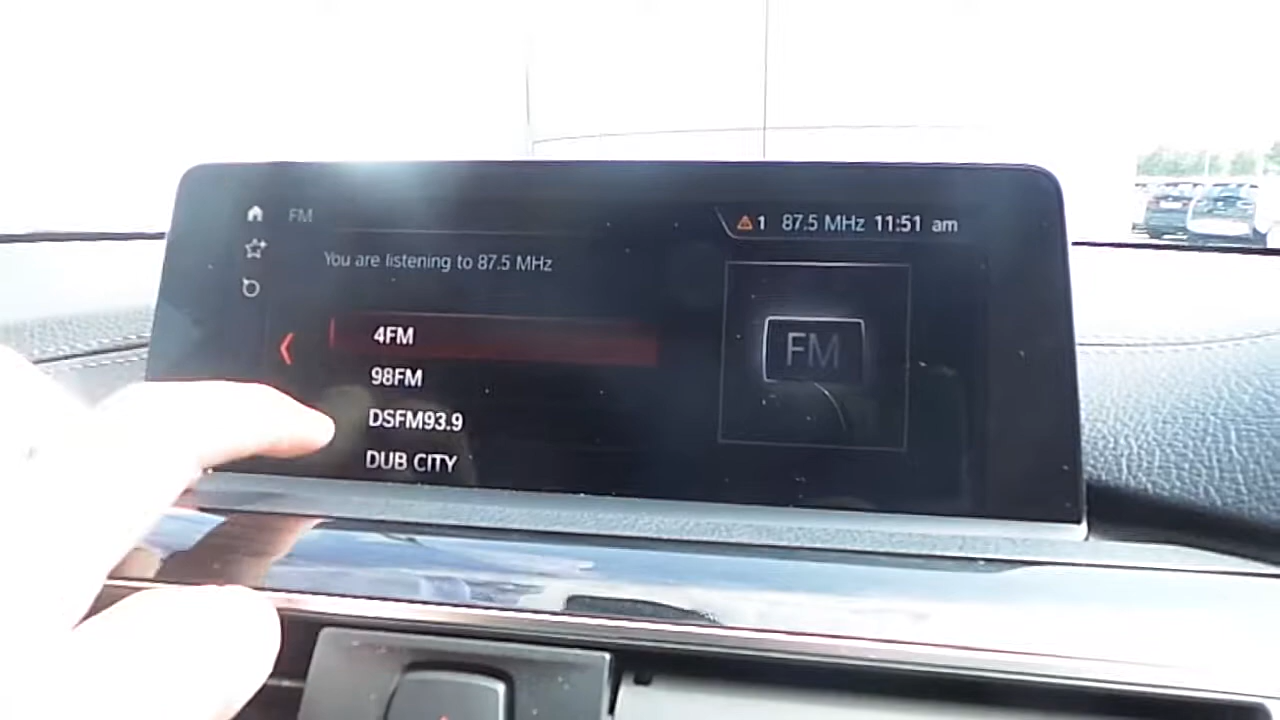 FM
1 87.5 MHz 11:51 am
You are listening to 87.5 MHz
4FM
98FM
DSFM93.9
DUB CITY
FM